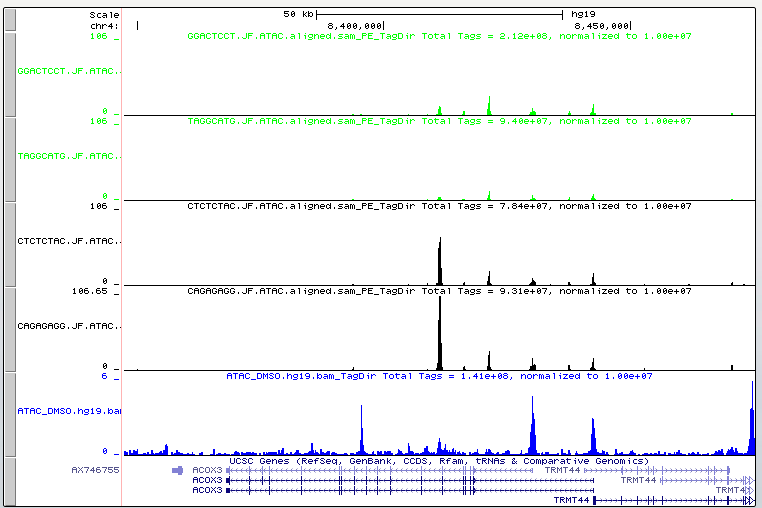 Scale 50 kb hg19
chr4: 8,400,000 8,450,000
106 _ GGACTCCT.JF.ATAC.aligned.sam_PE_TagDir Total Tags = 2.12e+08, normalized to 1.00e+07
GGACTCCT.JF.ATAC.
0 _
106 _ TAGGCATG.JF.ATAC.aligned.sam_PE_TagDir Total Tags = 9.40e+07, normalized to 1.00e+07
TAGGCATG.JF.ATAC.
0 _
106 _ CTCTCTAC.JF.ATAC.aligned.sam_PE_TagDir Total Tags = 7.84e+07, normalized to 1.00e+07
CTCTCTAC.JF.ATAC.
0 _
106.65 _ CAGAGAGG.JF.ATAC.aligned.sam_PE_TagDir Total Tags = 9.31e+07, normalized to 1.00e+07
CAGAGAGG.JF.ATAC.
0 _
6 _ ATAC_DMSO.hg19.bam_TagDir Total Tags = 1.41e+08, normalized to 1.00e+07
ATAC_DMSO.hg19.bam
0 _
UCSC Genes (RefSeq, GenBank, CCDS, Rfam, tRNAs & Comparative Genomics)
AX746755 ACOX3 TRMT44
ACOX3 TRMT44
ACOX3 TRMT4
TRMT44